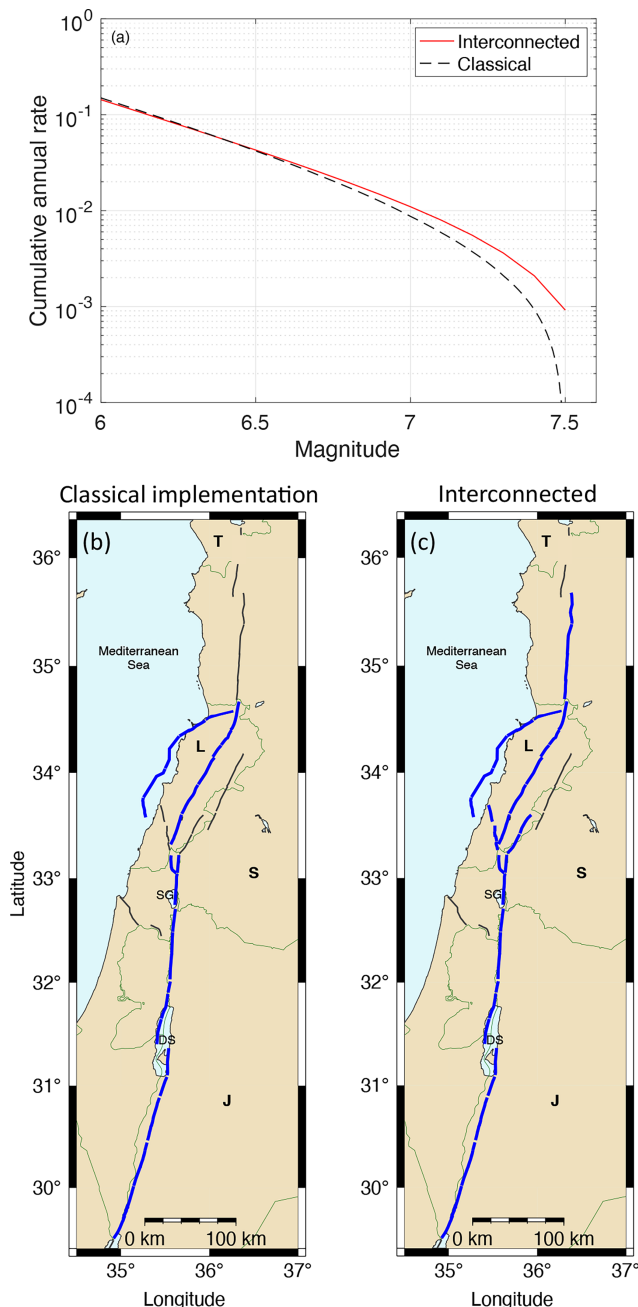 (a)
Interconnected
Classical
10^0
10^-1
10^-2
10^-3
10^-4
Cumulative annual rate
6
6.5
7
7.5
Magnitude
Classical implementation
Interconnected
(b)
T
(c)
T
36°
36°
Mediterranean
Sea
Mediterranean
Sea
35°
35°
L
L
34°
34°
33°
S
33°
S
SG
SG
Latitude
32°
32°
DS
DS
31°
31°
J
J
30°
30°
0 km
100 km
0 km
100 km
35°
36°
37°
35°
36°
37°
Longitude
Longitude